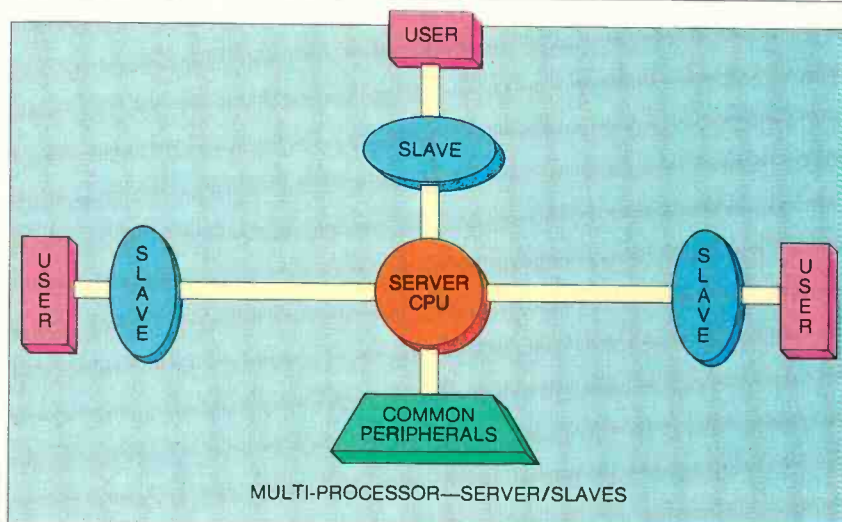 USER
SLAVE
USER
SLAVE
SERVER
CPU
SLAVE
USER
COMMON
PERIPHERALS
MULTI-PROCESSOR—SERVER/SLAVES